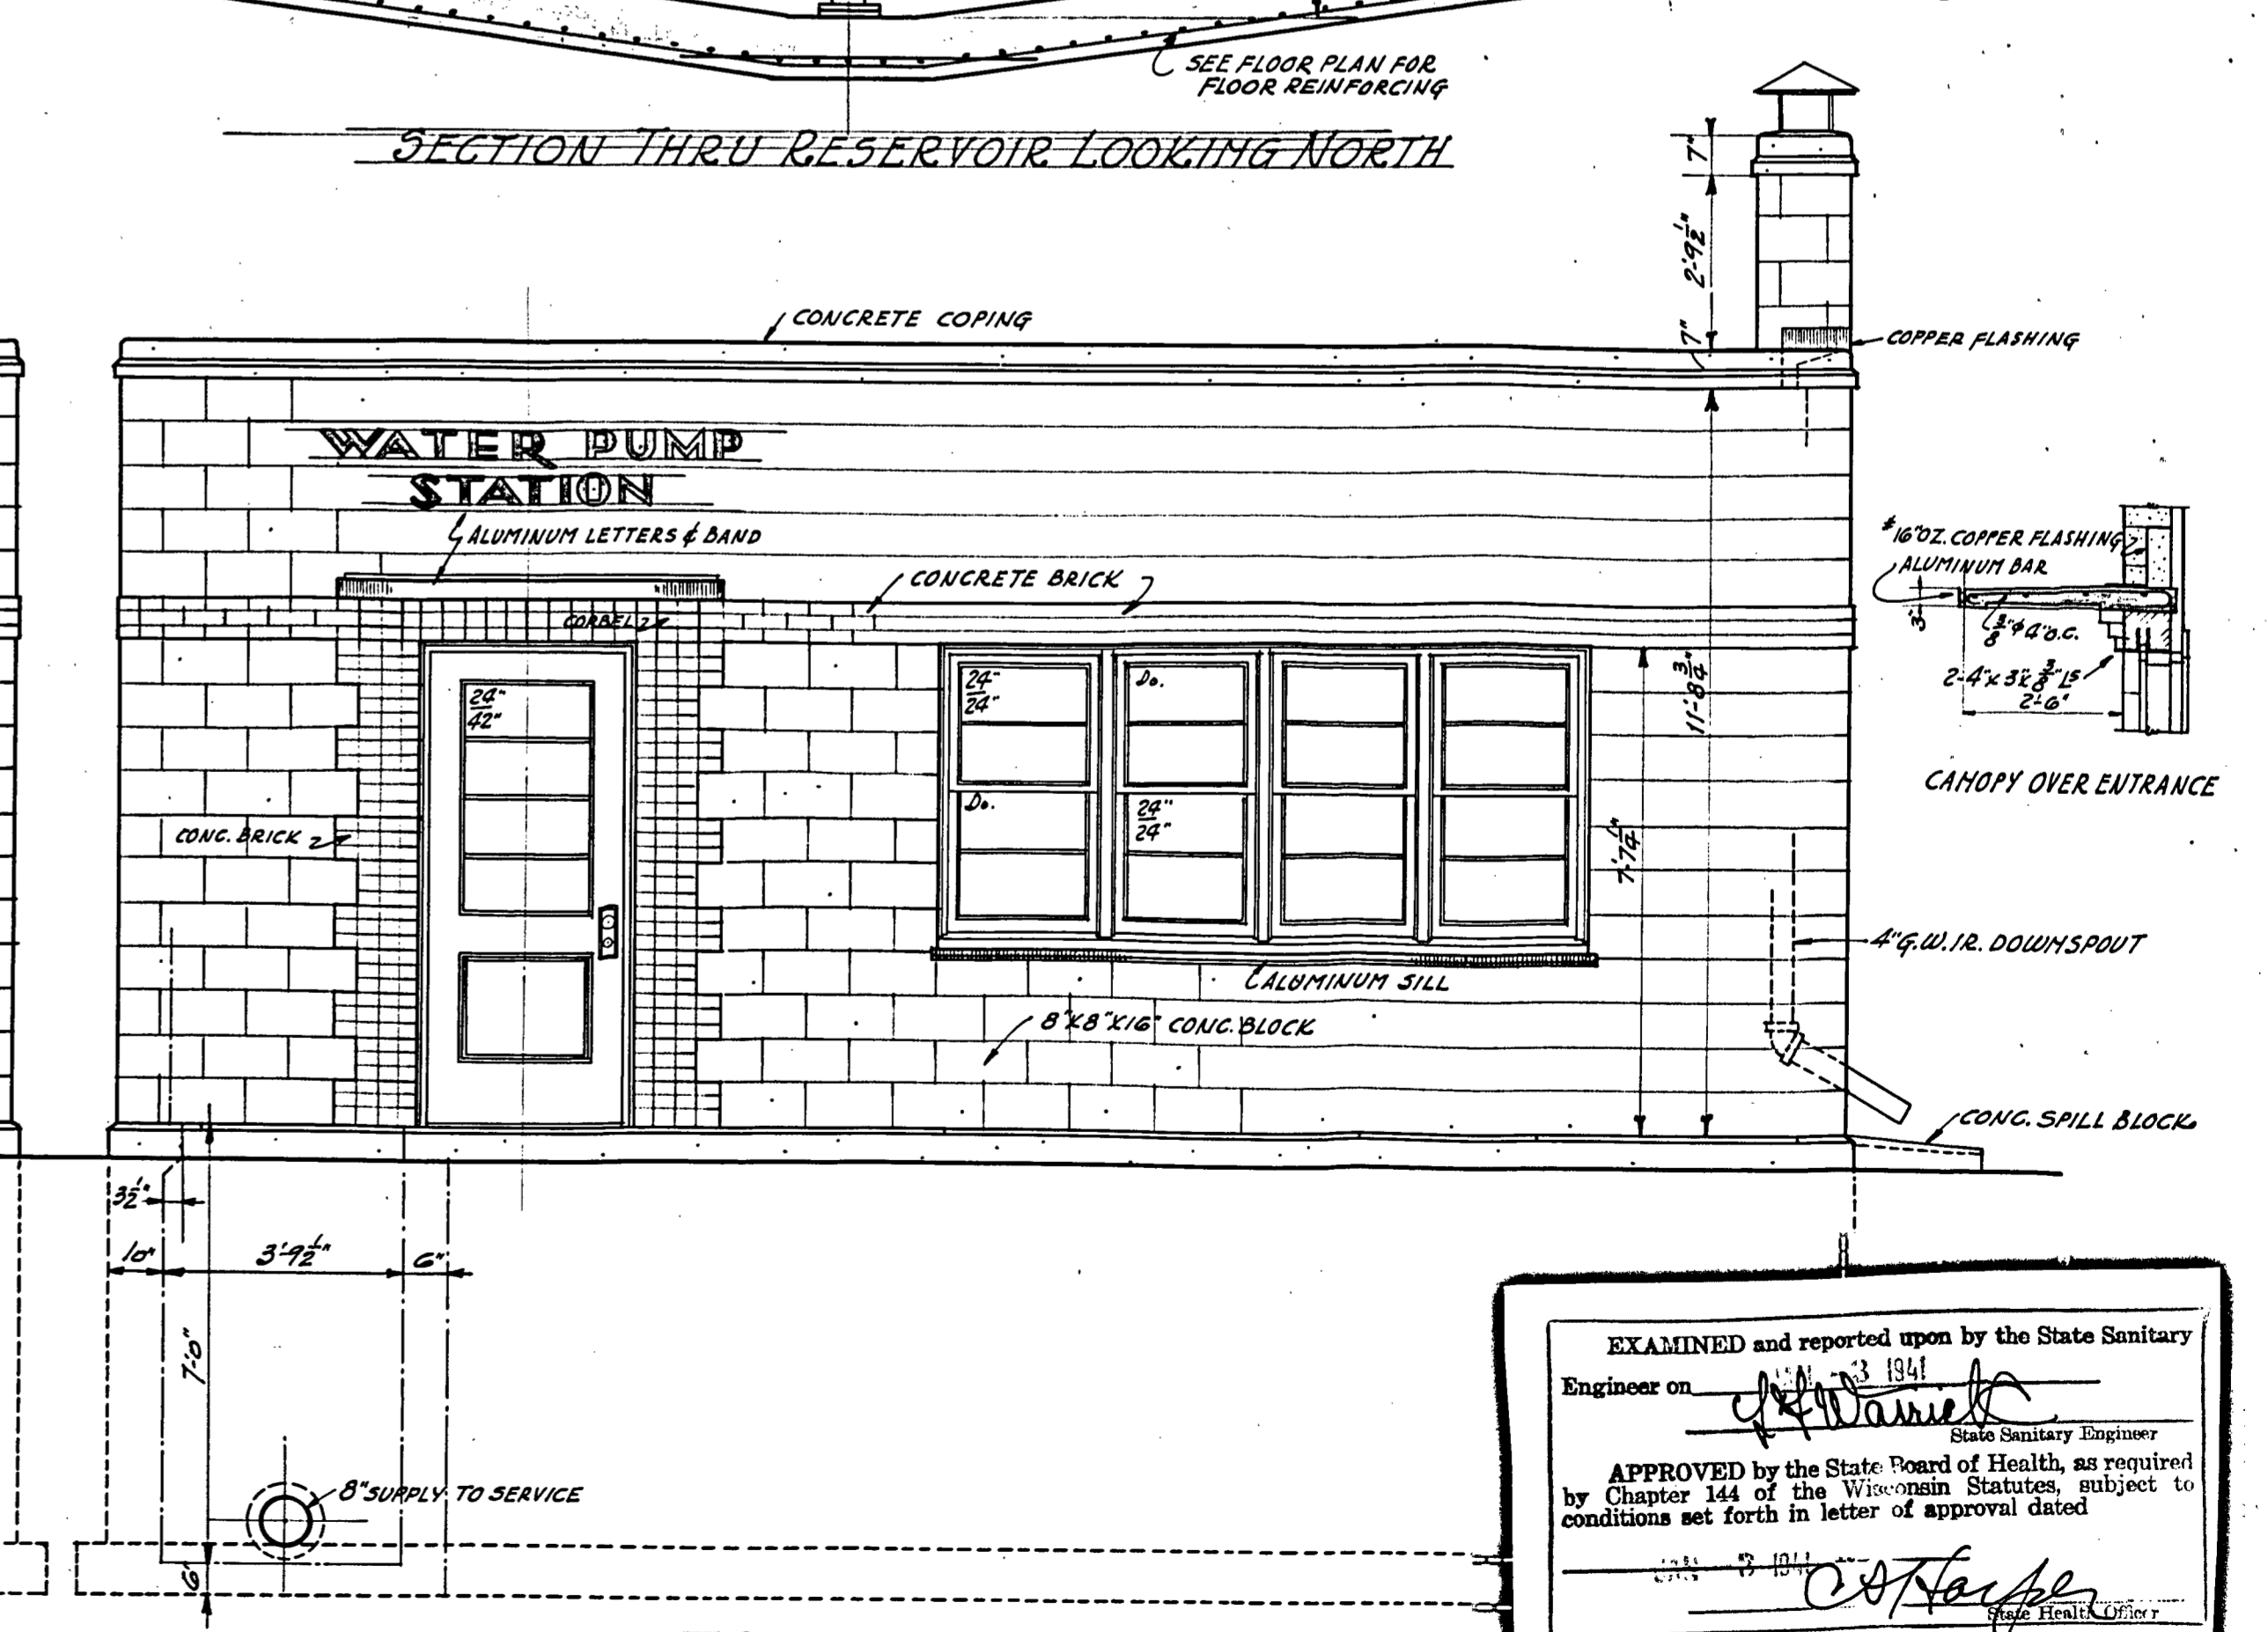 SEE FLOOR PLAN FOR
FLOOR REINFORCING
SECTION THRU RESERVOIR LOOKING NORTH
7"
2'-9½"
7"
CONCRETE COPING
COPPER FLASHING
WATER PUMP
STATION
ALUMINUM LETTERS & BAND
CONCRETE BRICK
CORBEL
#16"OZ. COPPER FLASHING
ALUMINUM BAR
3"
⅜"φ 4"O.C.
2-4"x 3"x ⅜" LS
2'-6"
CANOPY OVER ENTRANCE
24"
42"
24"
24"
Do.
Do.
24"
24"
11'-8¾"
7'-7¼"
CONC. BRICK
4" G.W.IR. DOWNSPOUT
ALUMINUM SILL
8"X8"X16" CONC. BLOCK
CONC. SPILL BLOCK
3½"
10"
3'-9½"
6"
7'-0"
8" SUPPLY TO SERVICE
6"
EXAMINED and reported upon by the State Sanitary
Engineer on 3 1941
State Sanitary Engineer
APPROVED by the State Board of Health, as required
by Chapter 144 of the Wisconsin Statutes, subject to
conditions set forth in letter of approval dated
JAN 3 1941
State Health Officer